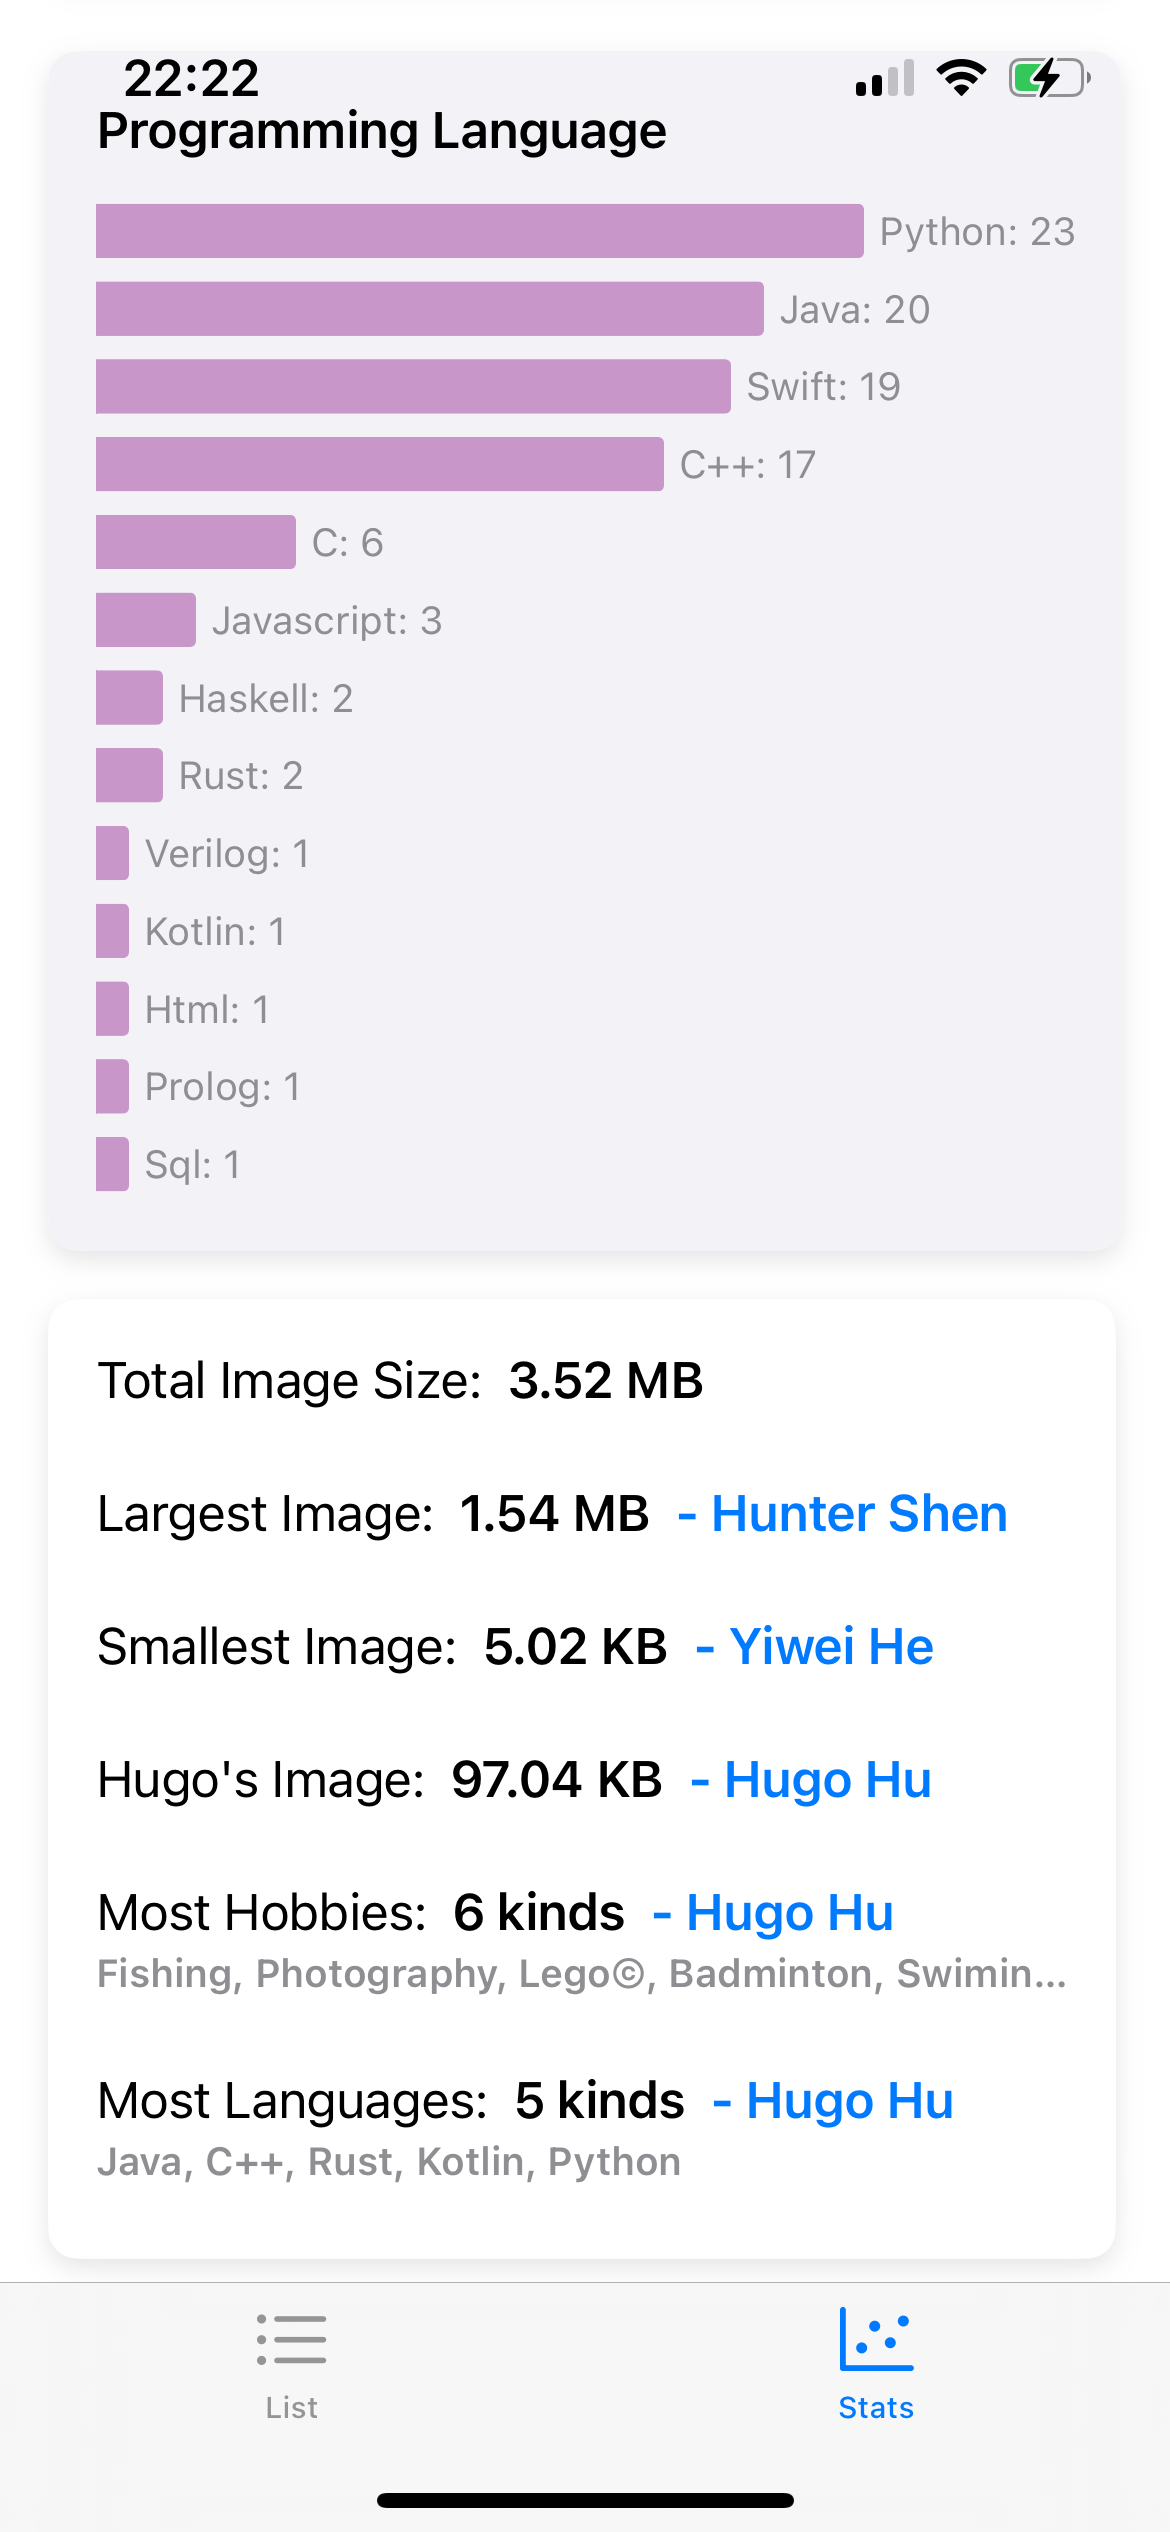 22:22
Programming Language
Python: 23
Java: 20
Swift: 19
C++: 17
C: 6
Javascript: 3
Haskell: 2
Rust: 2
Verilog: 1
Kotlin: 1
Html: 1
Prolog: 1
Sql: 1
Total Image Size: 3.52 MB
Largest Image: 1.54 MB - Hunter Shen
Smallest Image: 5.02 KB - Yiwei He
Hugo's Image: 97.04 KB - Hugo Hu
Most Hobbies: 6 kinds - Hugo Hu
Fishing, Photography, Lego©, Badminton, Swimin...
Most Languages: 5 kinds - Hugo Hu
Java, C++, Rust, Kotlin, Python
List
Stats